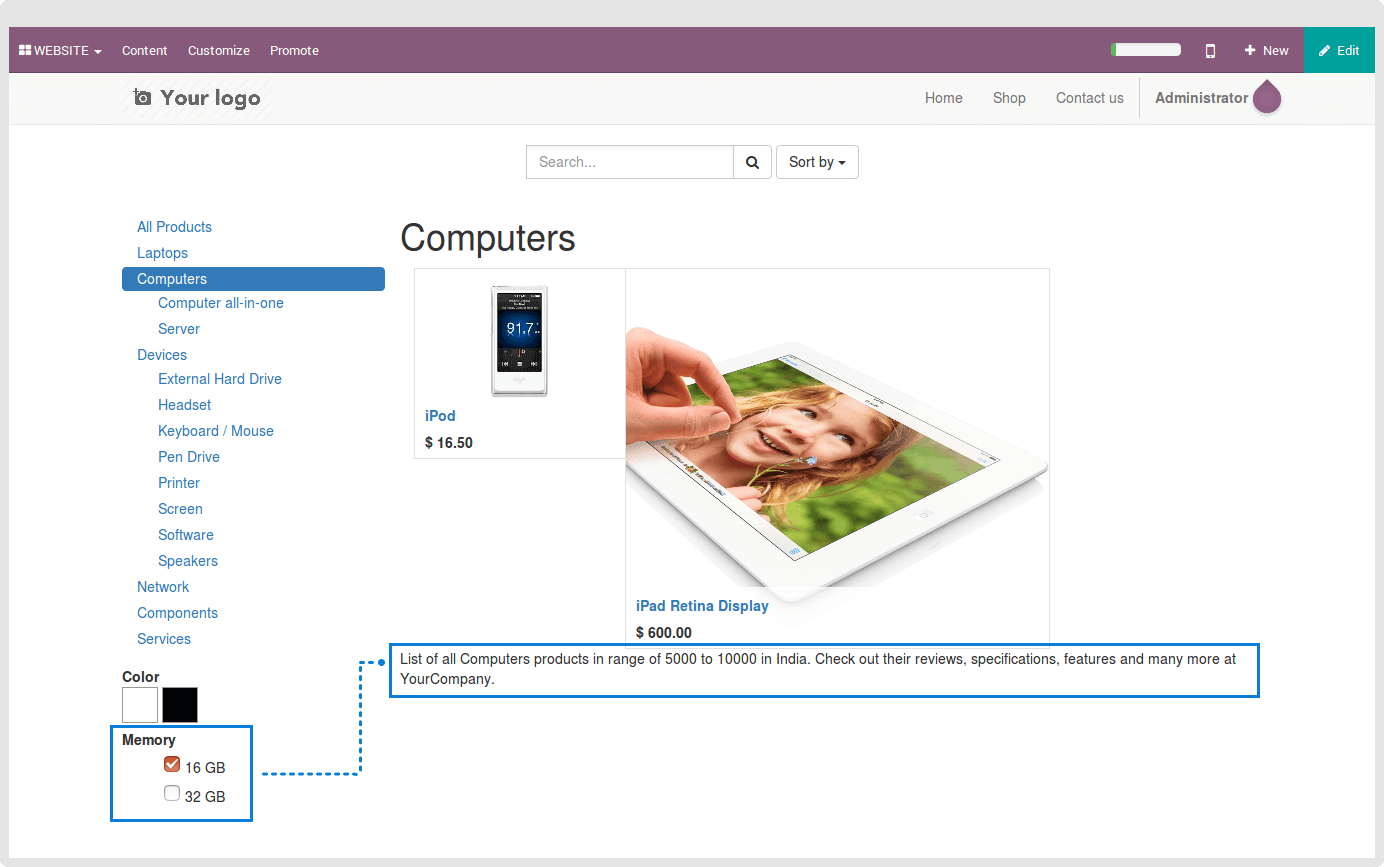 WEBSITE Content Customize Promote New Edit
Your logo Home Shop Contact us Administrator
Search... Sort by
All Products
Laptops
Computers
Computer all-in-one
Server
Devices
External Hard Drive
Headset
Keyboard / Mouse
Pen Drive
Printer
Screen
Software
Speakers
Network
Components
Services
Color
Memory
16 GB
32 GB
Computers
91.7
iPod
$ 16.50
iPad Retina Display
$ 600.00
List of all Computers products in range of 5000 to 10000 in India. Check out their reviews, specifications, features and many more at
YourCompany.